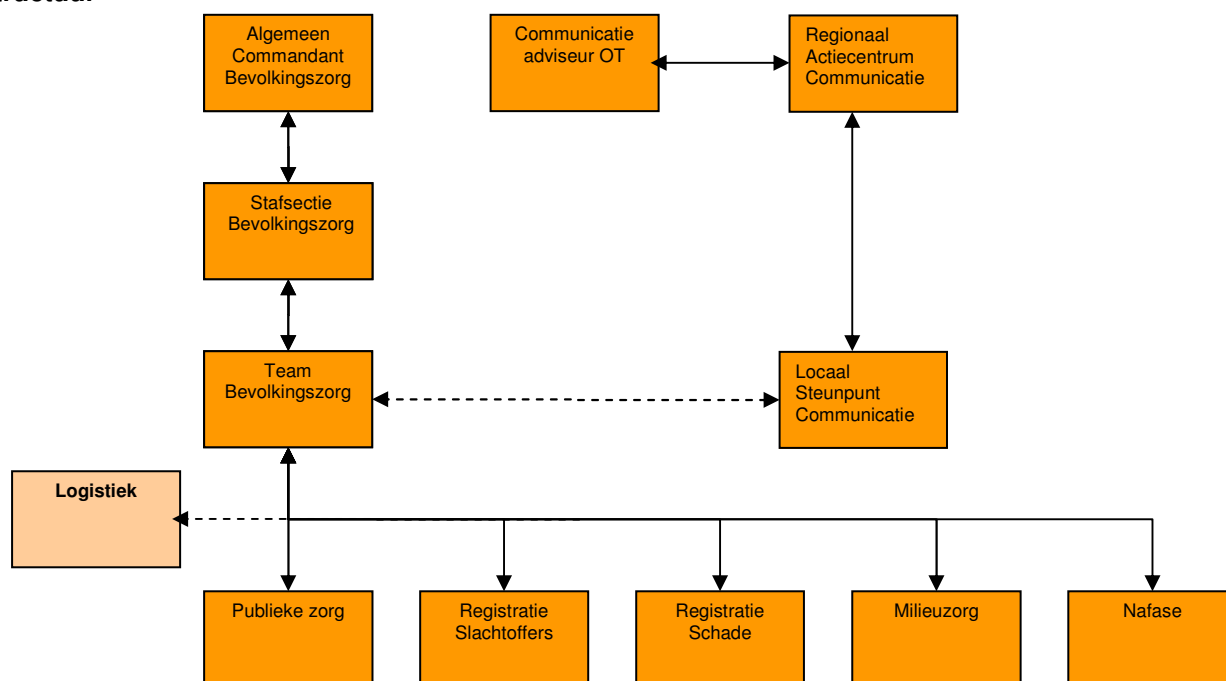 Algemeen
Commandant
Bevolkingszorg
Communicatie
adviseur OT
Regionaal
Actiecentrum
Communicatie
Stafsectie
Bevolkingszorg
Team
Bevolkingszorg
Locaal
Steunpunt
Communicatie
Logistiek
Publieke zorg
Registratie
Slachtoffers
Registratie
Schade
Milieuzorg
Nafase